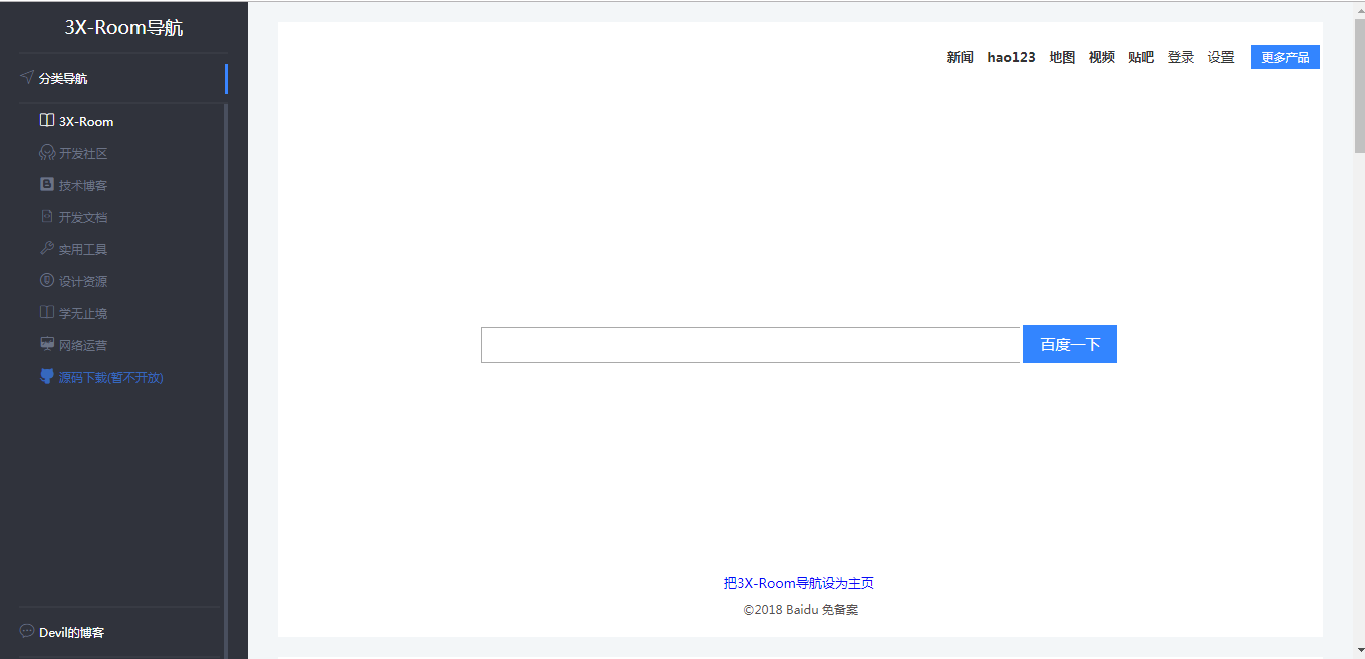 3X-Room导航
分类导航
3X-Room
开发社区
技术博客
开发文档
实用工具
设计资源
学无止境
网络运营
源码下载(暂不开放)
Devil的博客
新闻 hao123 地图 视频 贴吧 登录 设置 更多产品
百度一下
把3X-Room导航设为主页
©2018 Baidu 免备案